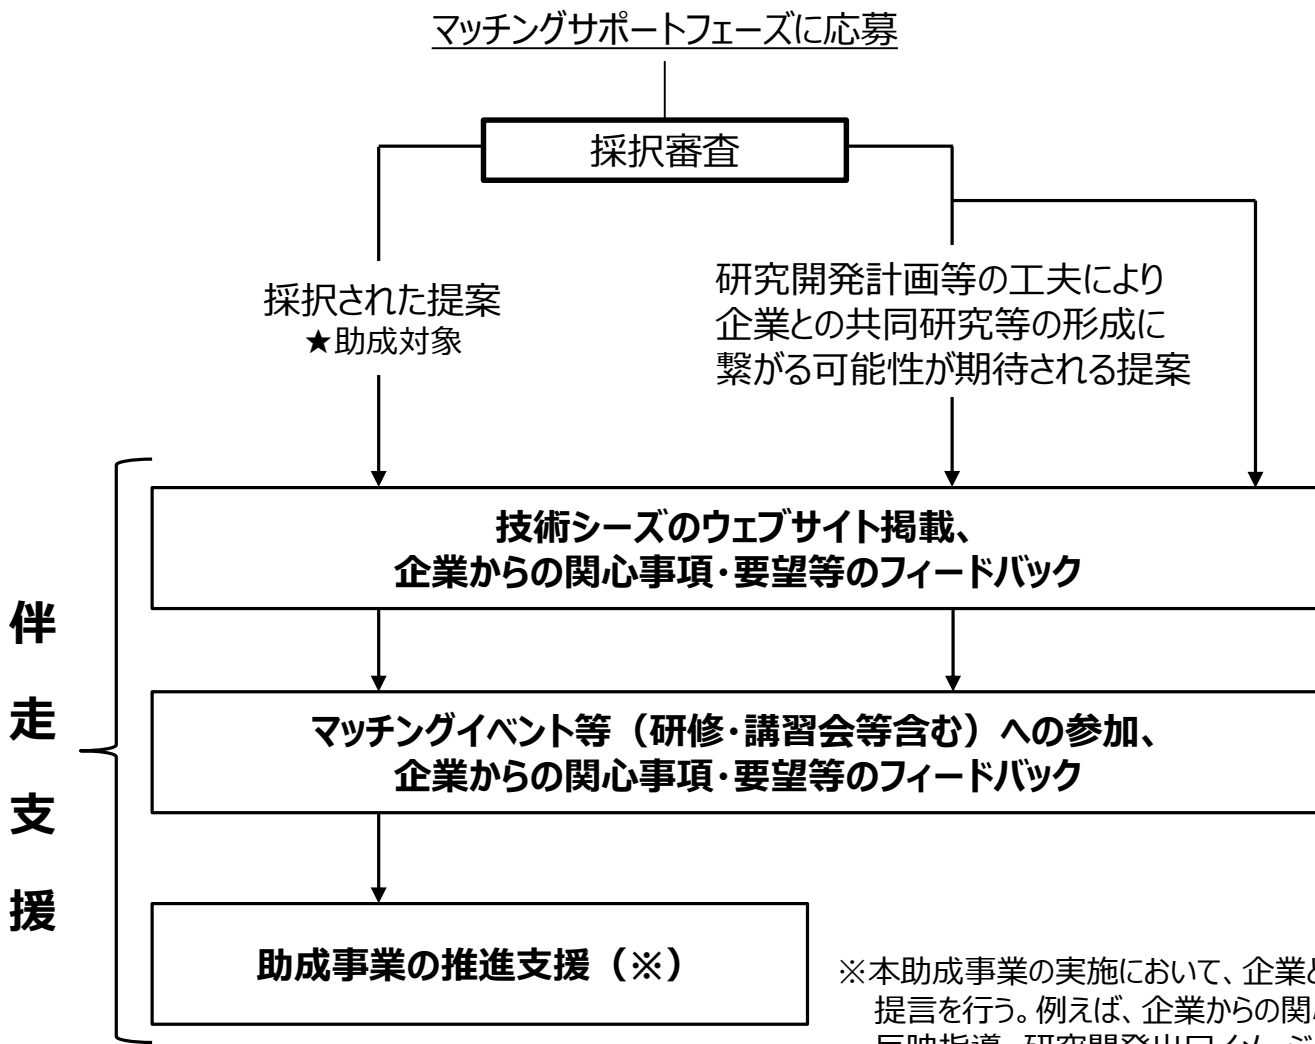 マッチングサポートフェーズに応募
採択審査
採択された提案
★助成対象
研究開発計画等の工夫により
企業との共同研究等の形成に
繋がる可能性が期待される提案
技術シーズのウェブサイト掲載、
企業からの関心事項・要望等のフィードバック
マッチングイベント等（研修・講習会等含む）への参加、
企業からの関心事項・要望等のフィードバック
伴走支援
助成事業の推進支援（※）
※本助成事業の実施において、企業と
提言を行う。例えば、企業からの関